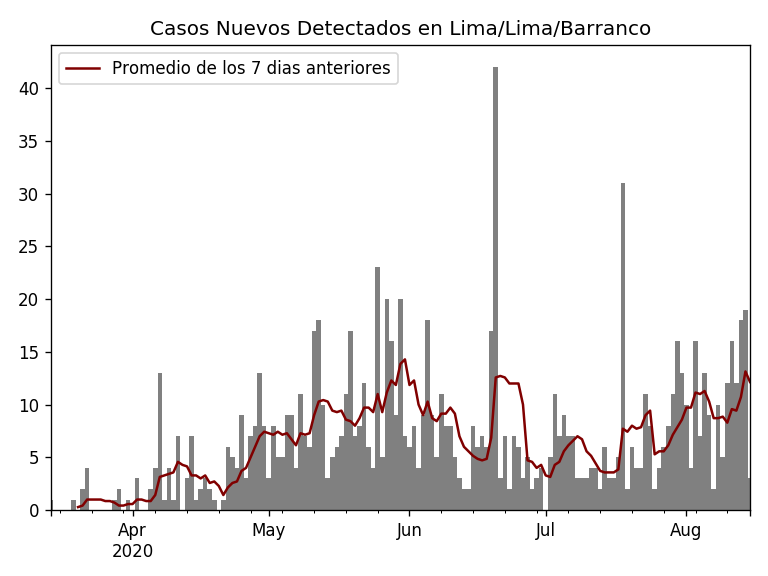 Casos Nuevos Detectados en Lima/Lima/Barranco
Promedio de los 7 dias anteriores
40
35
30
25
20
15
10
5
0
Apr
2020
May
Jun
Jul
Aug